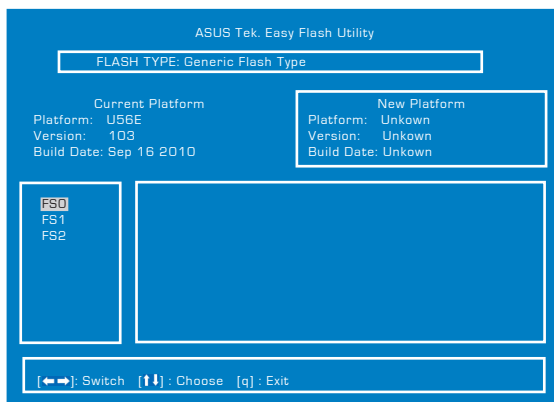 ASUS Tek. Easy Flash Utility
FLASH TYPE: Generic Flash Type
Current Platform
Platform: U56E
Version: 103
Build Date: Sep 16 2010
New Platform
Platform: Unkown
Version: Unkown
Build Date: Unkown
FS0
FS1
FS2
[←→]: Switch [↑↓] : Choose [q] : Exit